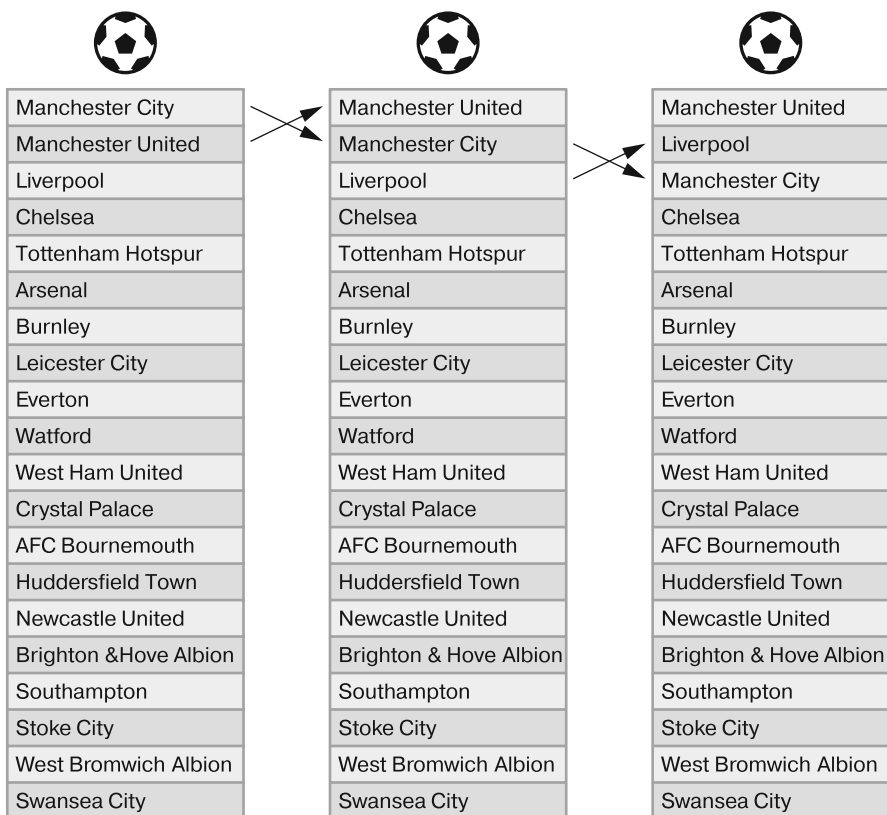 Manchester City
Manchester United
Liverpool
Chelsea
Tottenham Hotspur
Arsenal
Burnley
Leicester City
Everton
Watford
West Ham United
Crystal Palace
AFC Bournemouth
Huddersfield Town
Newcastle United
Brighton &Hove Albion
Southampton
Stoke City
West Bromwich Albion
Swansea City
Manchester United
Manchester City
Liverpool
Chelsea
Tottenham Hotspur
Arsenal
Burnley
Leicester City
Everton
Watford
West Ham United
Crystal Palace
AFC Bournemouth
Huddersfield Town
Newcastle United
Brighton & Hove Albion
Southampton
Stoke City
West Bromwich Albion
Swansea City
Manchester United
Liverpool
Manchester City
Chelsea
Tottenham Hotspur
Arsenal
Burnley
Leicester City
Everton
Watford
West Ham United
Crystal Palace
AFC Bournemouth
Huddersfield Town
Newcastle United
Brighton & Hove Albion
Southampton
Stoke City
West Bromwich Albion
Swansea City